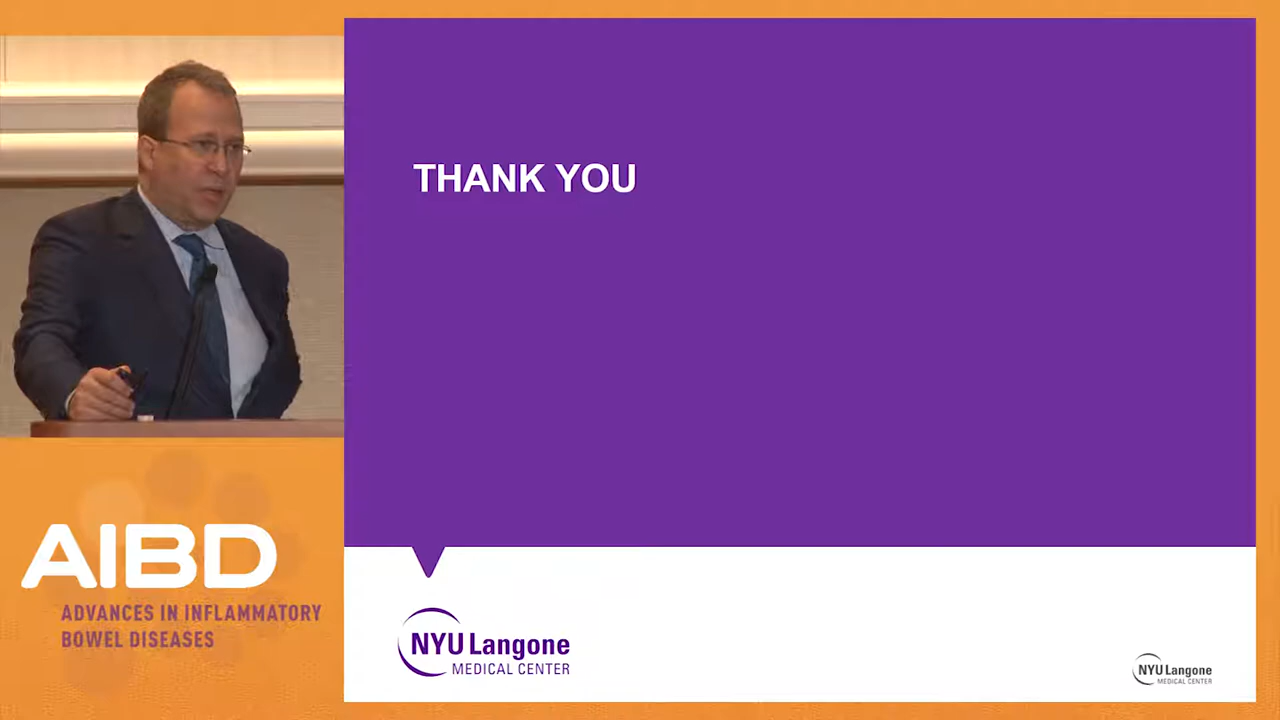 THANK YOU
AIBD
ADVANCES IN INFLAMMATORY
BOWEL DISEASES
NYU Langone
MEDICAL CENTER
NYU Langone
MEDICAL CENTER